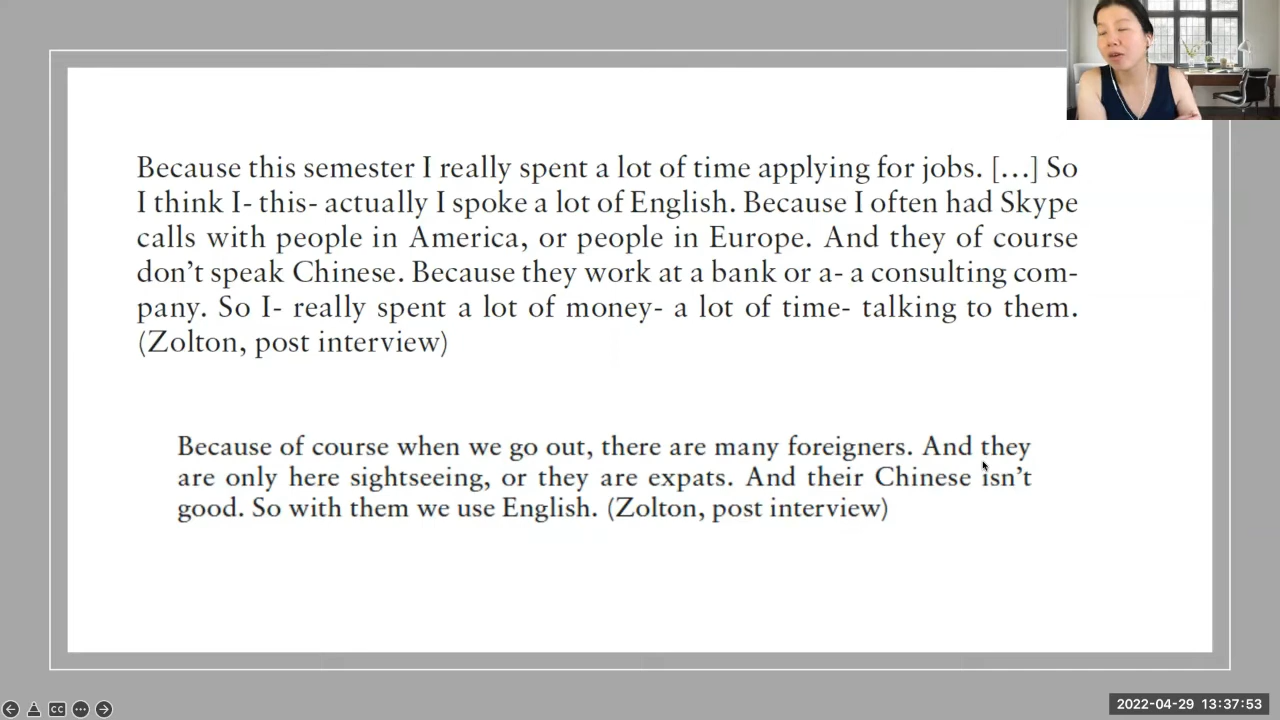 Because this semester I really spent a lot of time applying for jobs. […] So
I think I- this- actually I spoke a lot of English. Because I often had Skype
calls with people in America, or people in Europe. And they of course
don’t speak Chinese. Because they work at a bank or a- a consulting com-
pany. So I- really spent a lot of money- a lot of time- talking to them.
(Zolton, post interview)
Because of course when we go out, there are many foreigners. And they
are only here sightseeing, or they are expats. And their Chinese isn’t
good. So with them we use English. (Zolton, post interview)
CC
2022-04-29 13:37:53